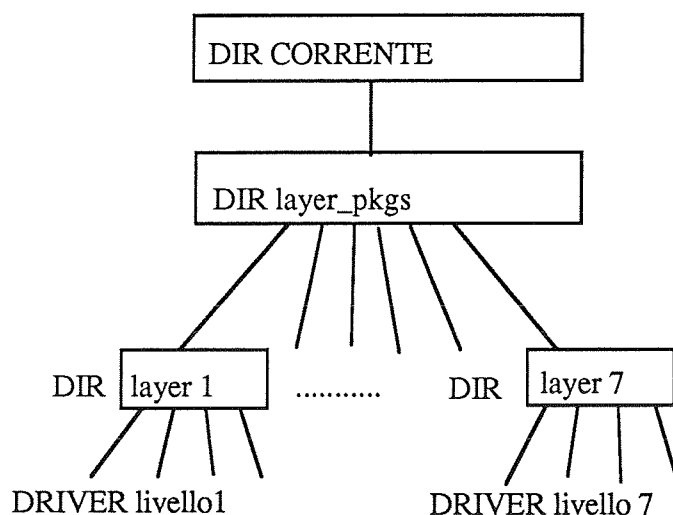 DIR CORRENTE
DIR layer_pkgs
DIR layer 1 ........... DIR layer 7
DRIVER livello1 DRIVER livello 7